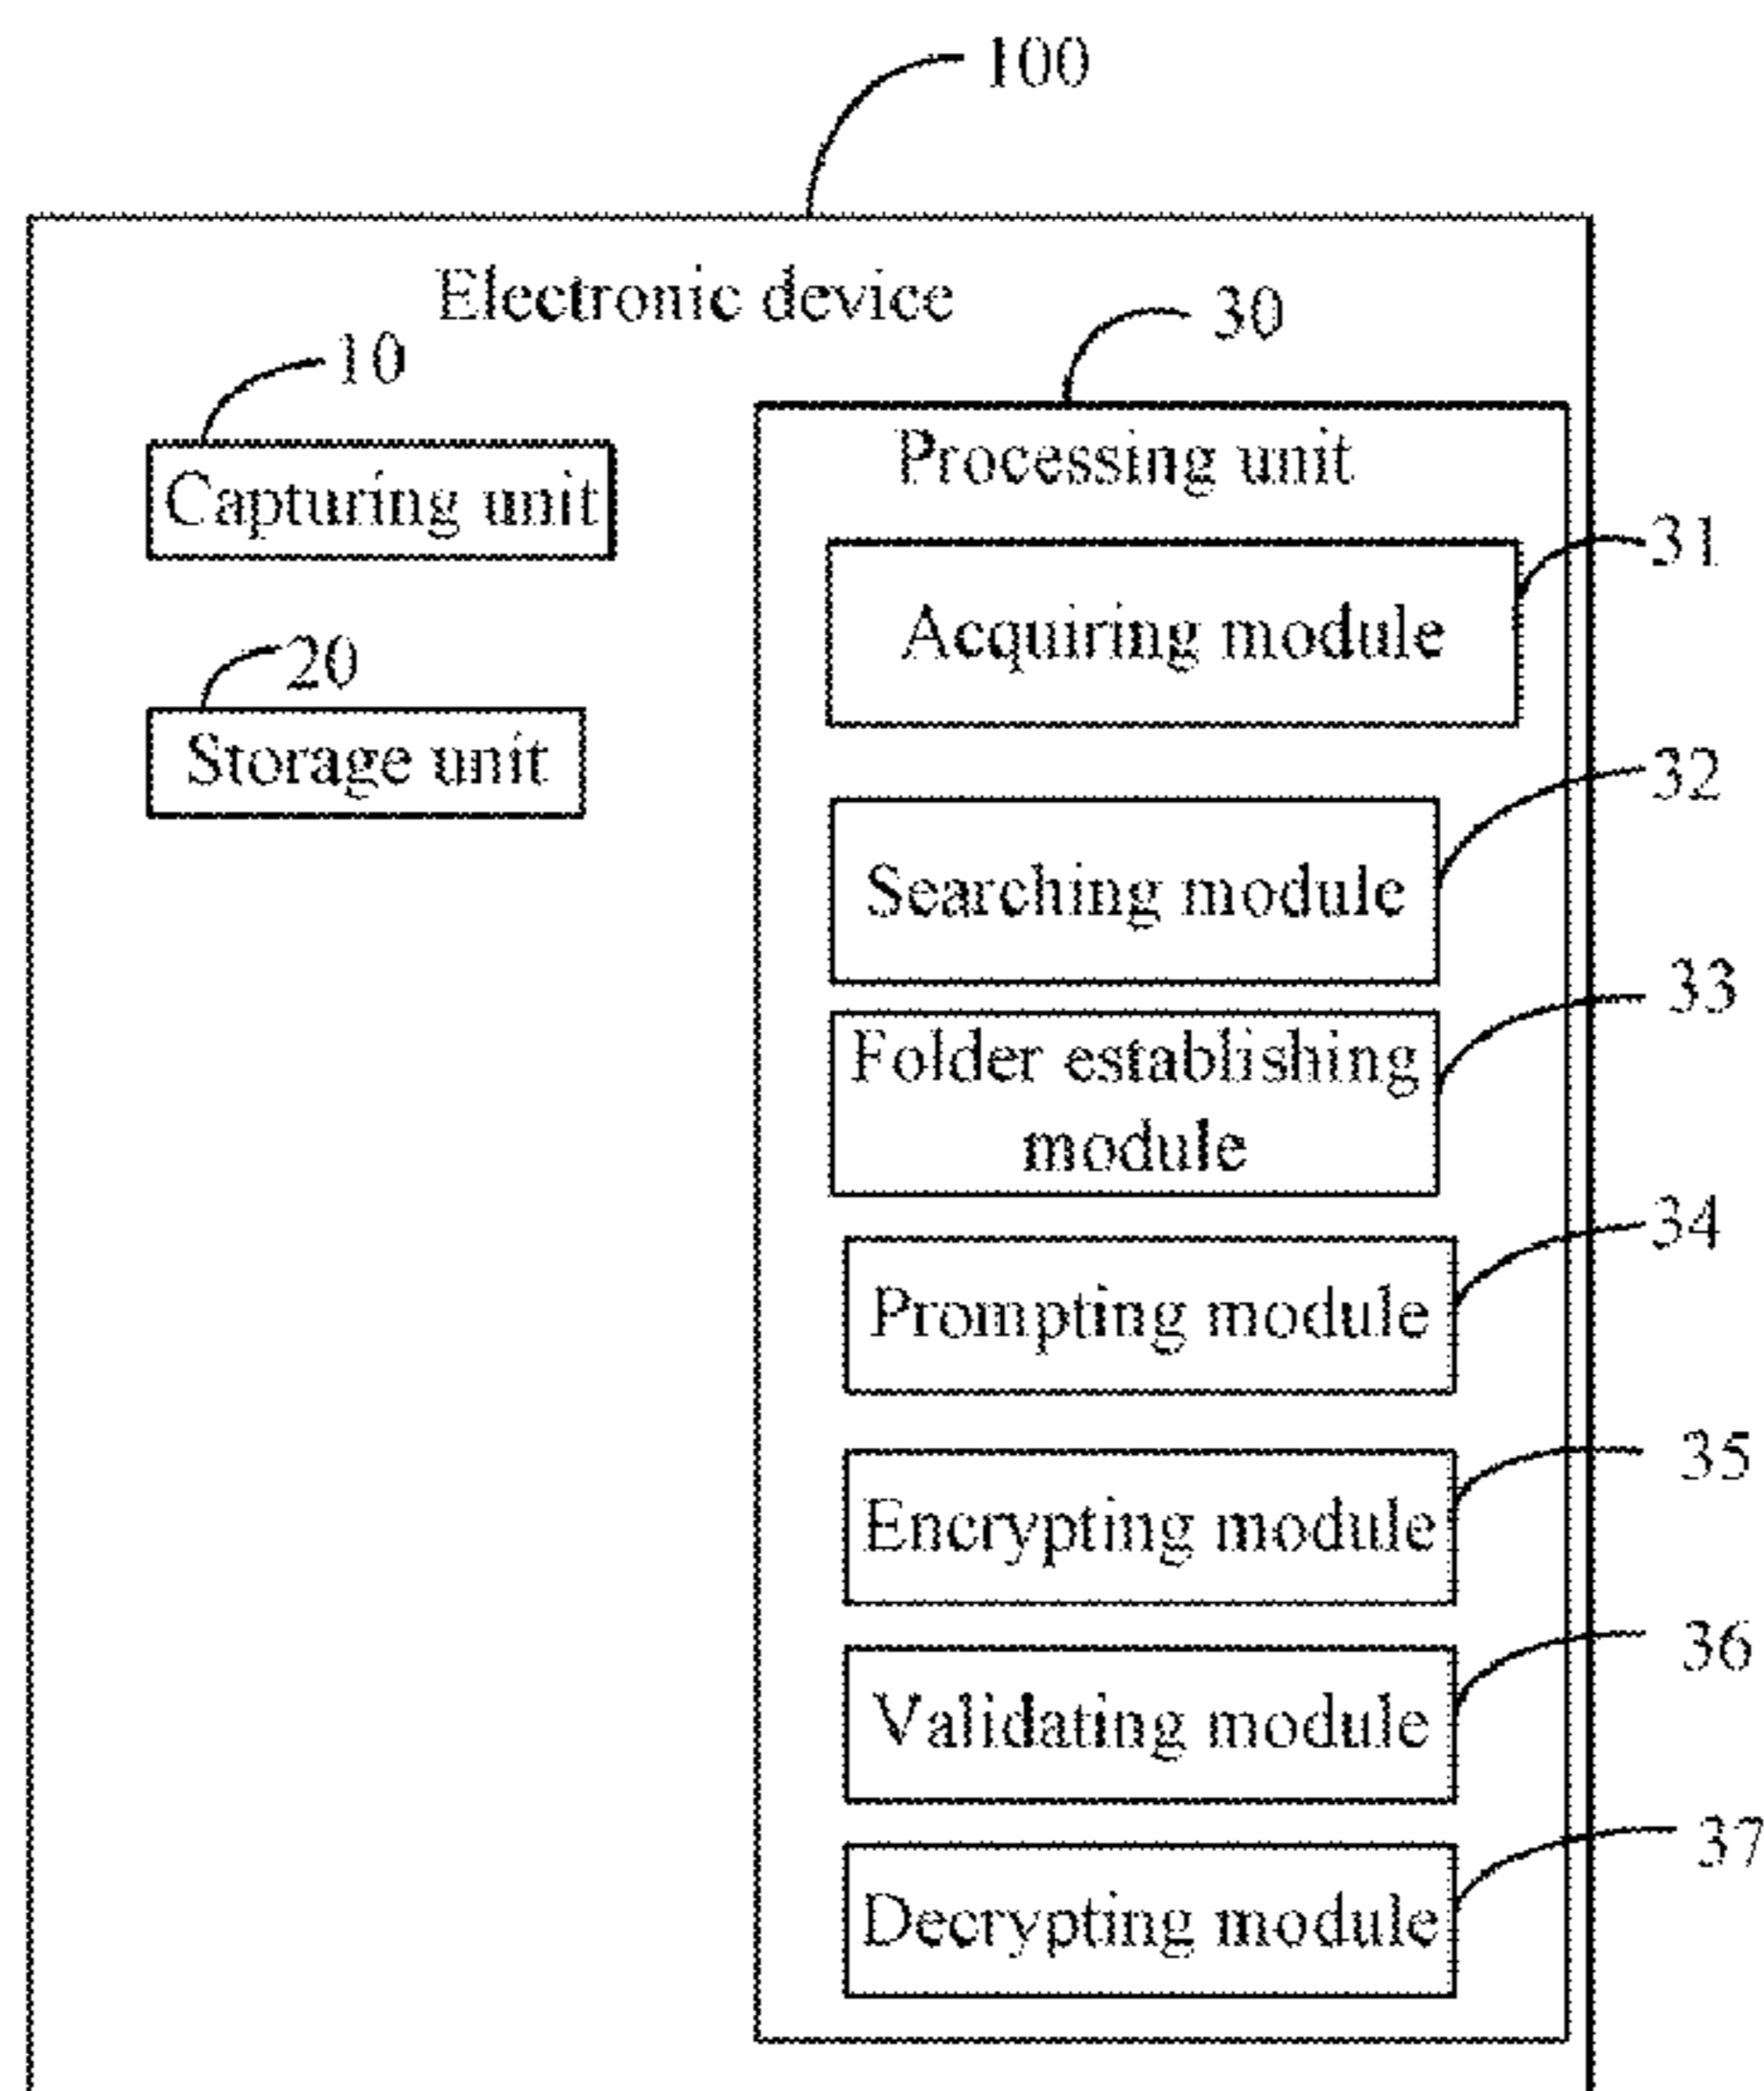 100
Electronic device
10
30
Capturing unit
Processing unit
31
Acquiring module
20
Storage unit
32
Searching module
33
Folder establishing
module
34
Prompting module
35
Encrypting module
36
Validating module
37
Decrypting module